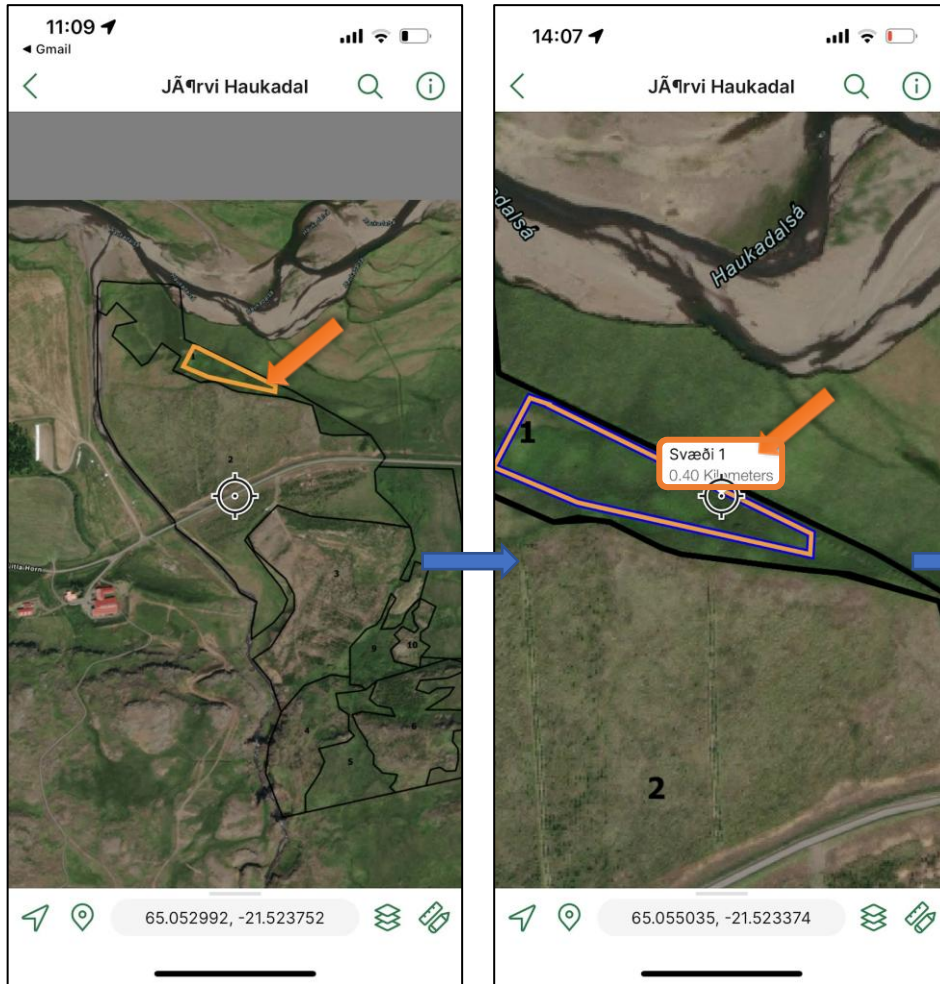 11:09
◀ Gmail
JÃ¶rvi Haukadal
2
3
10
9
4
6
5
65.052992, -21.523752
14:07
JÃ¶rvi Haukadal
dalsá
Haukadalsá
1
Svæði 1
0.40 Kilometers
2
65.055035, -21.523374